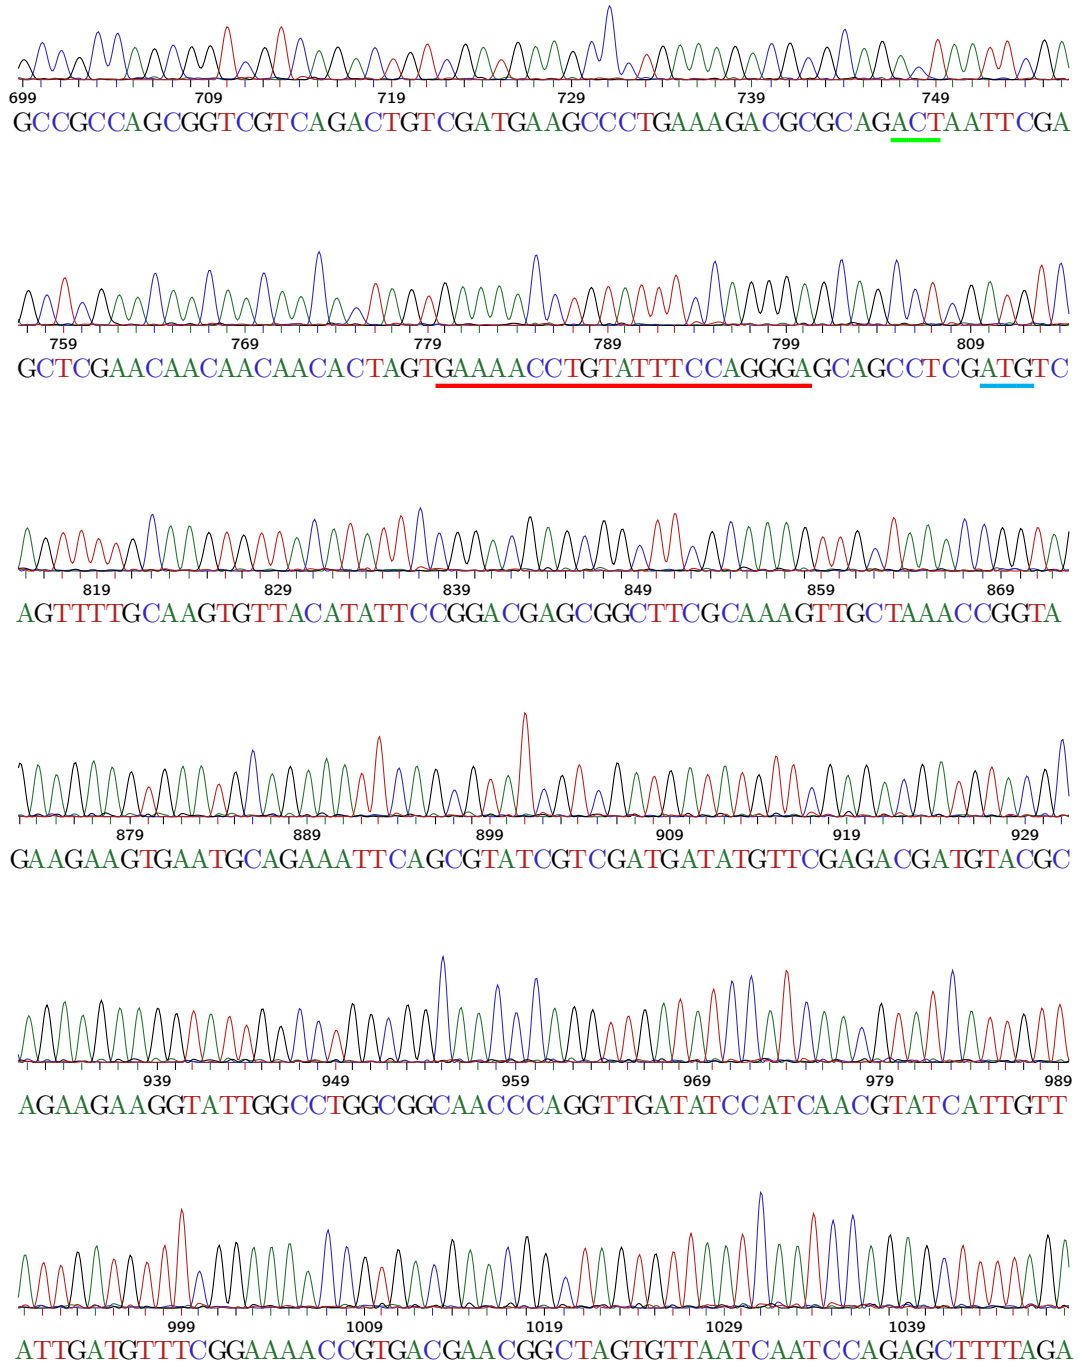 699 709 719 729 739 749
GCCGCCAGCGGTCGTCAGACTGTCGATGAAGCCCTGAAAGACGCGCAGACTAATTCGA
759 769 779 789 799 809
GCTCGAACAACAACAACACTAGTGAAAACCTGTATTTCCAGGGAGCAGCCTCGATGTC
819 829 839 849 859 869
AGTTTTGCAAGTGTTACATATTCCGGACGAGCGGCTTCGCAAAGTTGCTAAACCGGTA
879 889 899 909 919 929
GAAGAAGTGAATGCAGAAATTCAGCGTATCGTCGATGATATGTTCGAGACGATGTACGC
939 949 959 969 979 989
AGAAGAAGGTATTGGCCTGGCGGCAACCCAGGTTGATATCCATCAACGTATCATTGTT
999 1009 1019 1029 1039
ATTGATGTTTCGGAAAACCGTGACGAACGGCTAGTGTTAATCAATCCAGAGCTTTTAGA